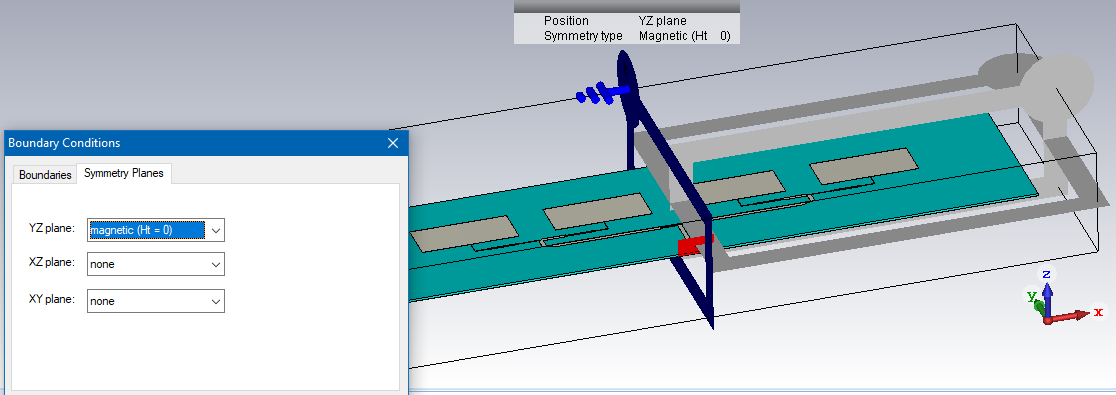 Position YZ plane
Symmetry type Magnetic (Ht 0)
Boundary Conditions
Boundaries Symmetry Planes
YZ plane: magnetic (Ht = 0)
XZ plane: none
XY plane: none
z
y
x